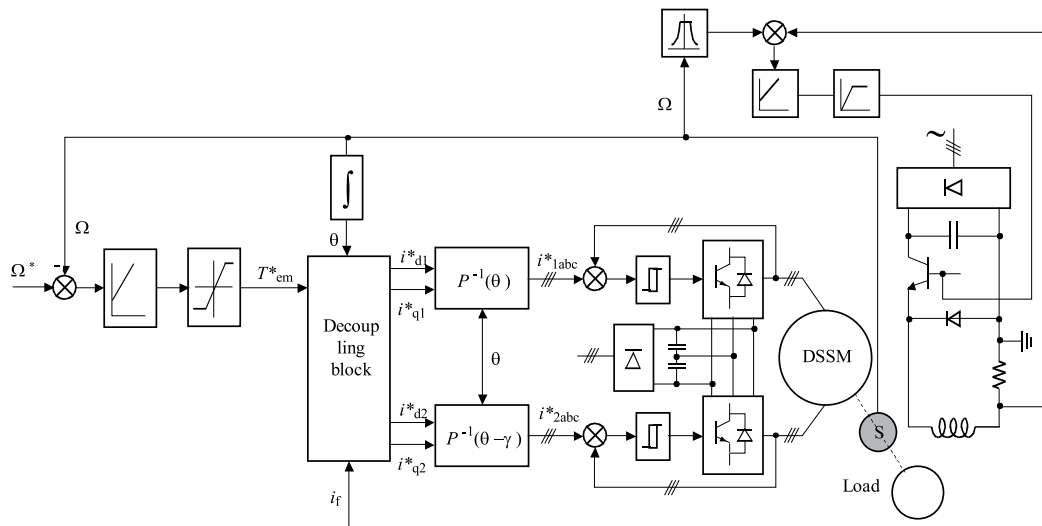 Ω
~
Ω
Ω*
-
θ
∫
T*em
Decoup
ling
block
i*d1
i*q1
P⁻¹(θ)
i*1abc
θ
DSSM
i*d2
i*q2
P⁻¹(θ−γ)
i*2abc
S
Load
if